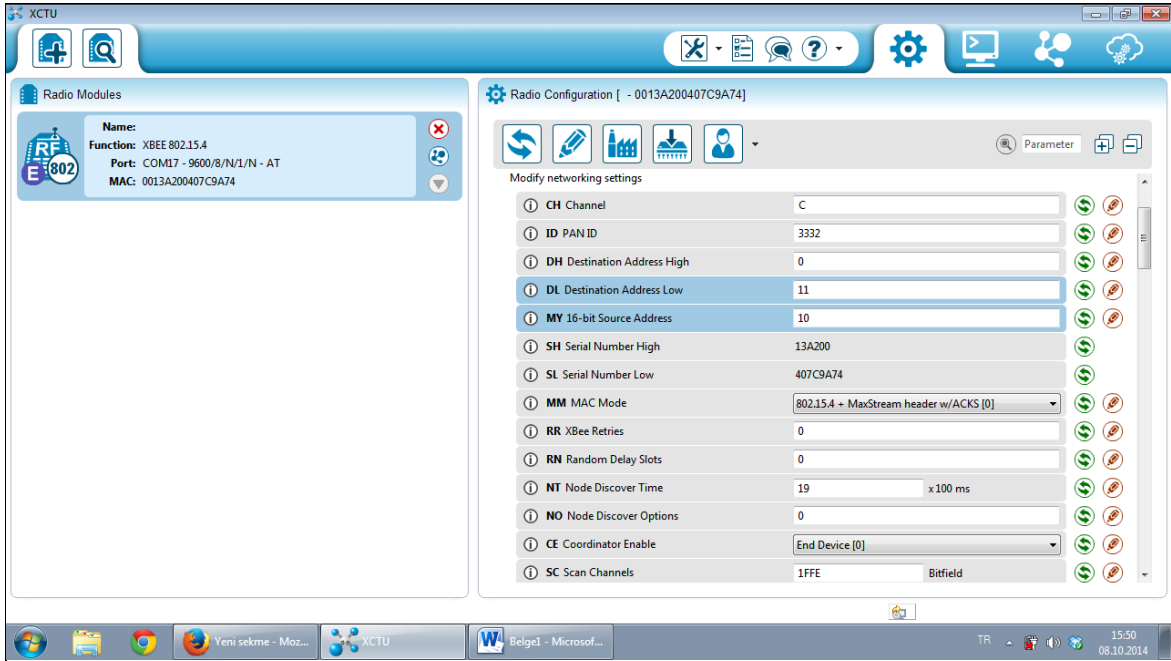 XCTU
Radio Modules
Name:
Function: XBEE 802.15.4
Port: COM17 - 9600/8/N/1/N - AT
MAC: 0013A200407C9A74
RF
E 802
Radio Configuration [ - 0013A200407C9A74]
Parameter
Modify networking settings
CH Channel C
ID PAN ID 3332
DH Destination Address High 0
DL Destination Address Low 11
MY 16-bit Source Address 10
SH Serial Number High 13A200
SL Serial Number Low 407C9A74
MM MAC Mode 802.15.4 + MaxStream header w/ACKS [0]
RR XBee Retries 0
RN Random Delay Slots 0
NT Node Discover Time 19 x 100 ms
NO Node Discover Options 0
CE Coordinator Enable End Device [0]
SC Scan Channels 1FFE Bitfield
Yeni sekme - Moz...
XCTU
Belge1 - Microsof...
TR
15:50
08.10.2014